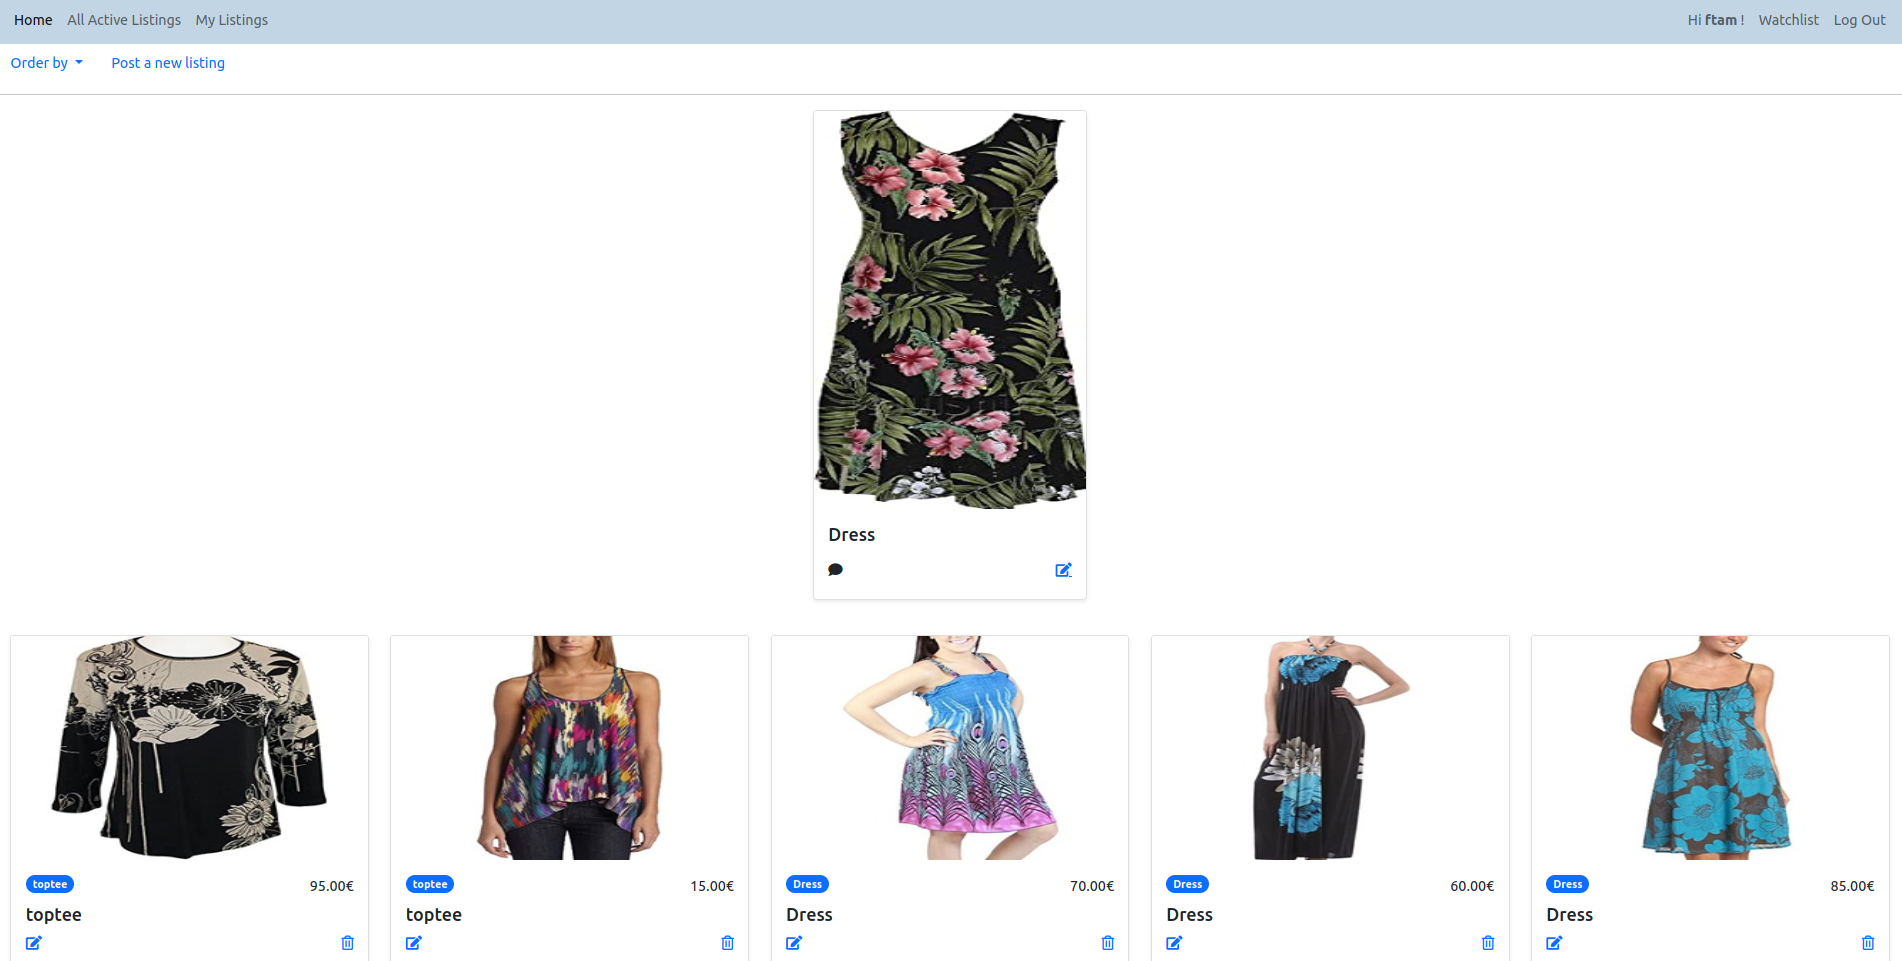 Home All Active Listings My Listings Hi ftam ! Watchlist Log Out
Order by Post a new listing
Dress
toptee 95.00€
toptee
toptee 15.00€
toptee
Dress 70.00€
Dress
Dress 60.00€
Dress
Dress 85.00€
Dress